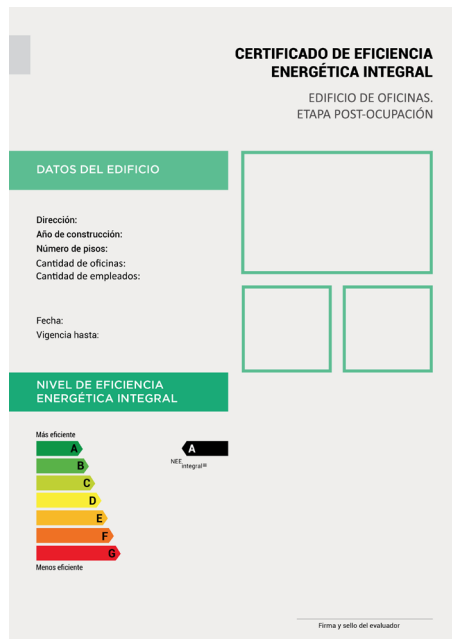 CERTIFICADO DE EFICIENCIA
ENERGÉTICA INTEGRAL
EDIFICIO DE OFICINAS.
ETAPA POST-OCUPACIÓN
DATOS DEL EDIFICIO
Dirección:
Año de construcción:
Número de pisos:
Cantidad de oficinas:
Cantidad de empleados:
Fecha:
Vigencia hasta:
NIVEL DE EFICIENCIA
ENERGÉTICA INTEGRAL
Más eficiente
A
A
B
NEE integral
C
D
E
F
G
Menos eficiente
Firma y sello del evaluador